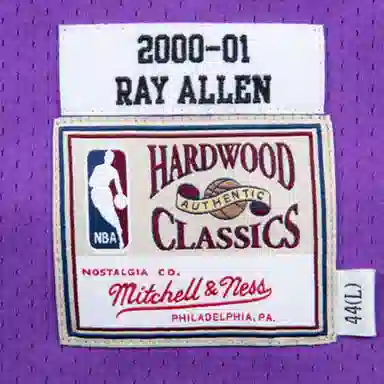 2000-01
RAY ALLEN
HARDWOOD
AUTHENTIC
CLASSICS
NBA
NOSTALGIA CO.
Mitchell & Ness
PHILADELPHIA, PA.
44(L)